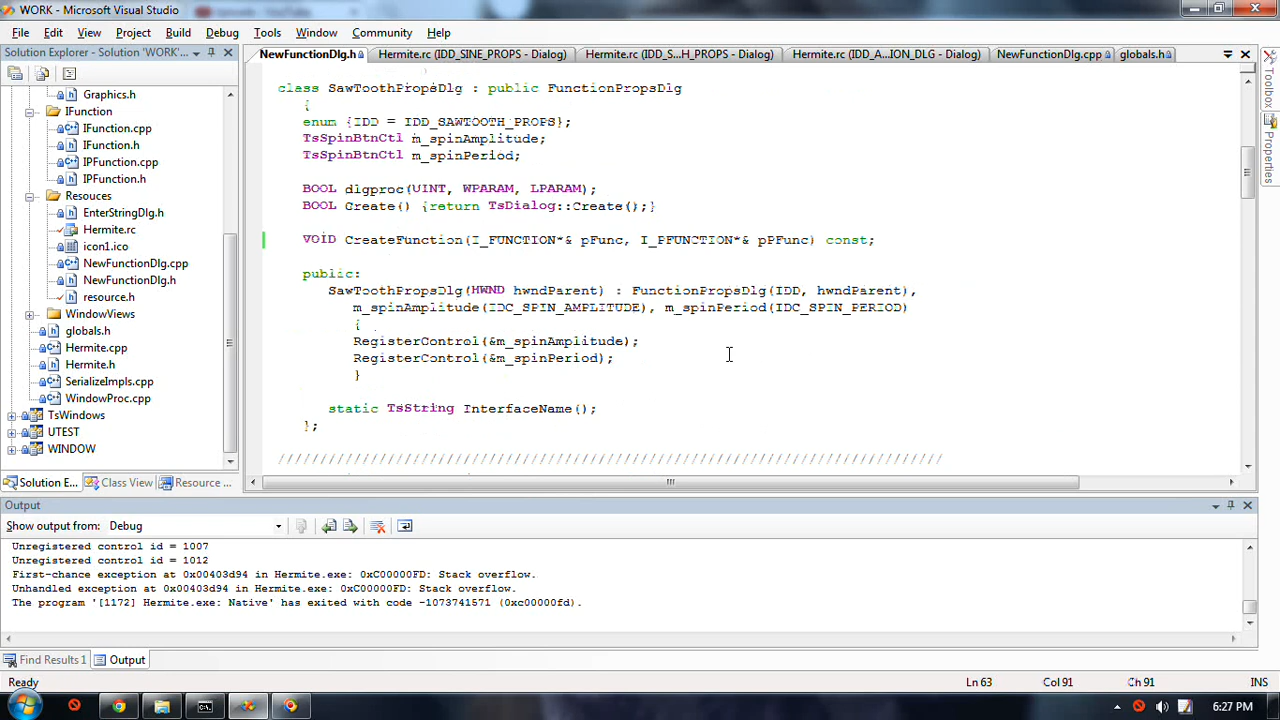 WORK - Microsoft Visual Studio
File Edit View Project Build Debug Tools Window Community Help
Solution Explorer - Solution 'WORK'
Graphics.h
IFunction
IFunction.cpp
IFunction.h
IPFunction.cpp
IPFunction.h
Resouces
EnterStringDlg.h
Hermite.rc
icon1.ico
NewFunctionDlg.cpp
NewFunctionDlg.h
resource.h
WindowViews
globals.h
Hermite.cpp
Hermite.h
SerializeImpls.cpp
WindowProc.cpp
TsWindows
UTEST
WINDOW
Solution E... Class View Resource ...
NewFunctionDlg.h Hermite.rc (IDD_SINE_PROPS - Dialog) Hermite.rc (IDD_S...H_PROPS - Dialog) Hermite.rc (IDD_A...ION_DLG - Dialog) NewFunctionDlg.cpp globals.h
class SawToothPropsDlg : public FunctionPropsDlg
{
enum {IDD = IDD_SAWTOOTH_PROPS};
TsSpinBtnCtl m_spinAmplitude;
TsSpinBtnCtl m_spinPeriod;
BOOL dlgproc(UINT, WPARAM, LPARAM);
BOOL Create() {return TsDialog::Create();}
VOID CreateFunction(I_FUNCTION*& pFunc, I_PFUNCTION*& pPFunc) const;
public:
SawToothPropsDlg(HWND hwndParent) : FunctionPropsDlg(IDD, hwndParent),
m_spinAmplitude(IDC_SPIN_AMPLITUDE), m_spinPeriod(IDC_SPIN_PERIOD)
{
RegisterControl(&m_spinAmplitude);
RegisterControl(&m_spinPeriod);
}
static TsString InterfaceName();
};
///////////////////////////////////////////////////////////////////////////////
Toolbox
Properties
Output
Show output from: Debug
Unregistered control id = 1007
Unregistered control id = 1012
First-chance exception at 0x00403d94 in Hermite.exe: 0xC00000FD: Stack overflow.
Unhandled exception at 0x00403d94 in Hermite.exe: 0xC00000FD: Stack overflow.
The program '[1172] Hermite.exe: Native' has exited with code -1073741571 (0xc00000fd).
Find Results 1 Output
Ready Ln 63 Col 91 Ch 91 INS
6:27 PM